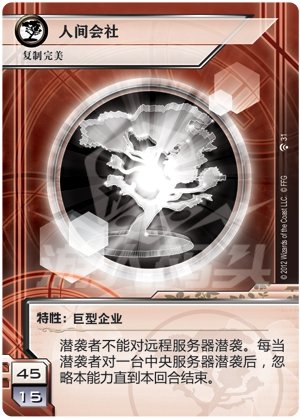 人间会社
复制完美
31
© 2012 Wizards of the Coast LLC. © FFG
特性：巨型企业
潜袭者不能对远程服务器潜袭。每当
潜袭者对一台中央服务器潜袭后，忽
略本能力直到本回合结束。
45
15